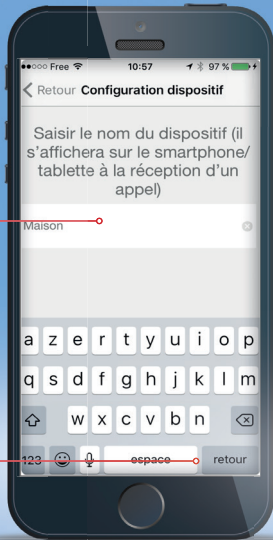 Free 10:57 97 %
Retour Configuration dispositif
Saisir le nom du dispositif (il
s'affichera sur le smartphone/
tablette à la réception d'un
appel)
Maison
a z e r t y u i o p
q s d f g h j k l m
w x c v b n
123 espace retour